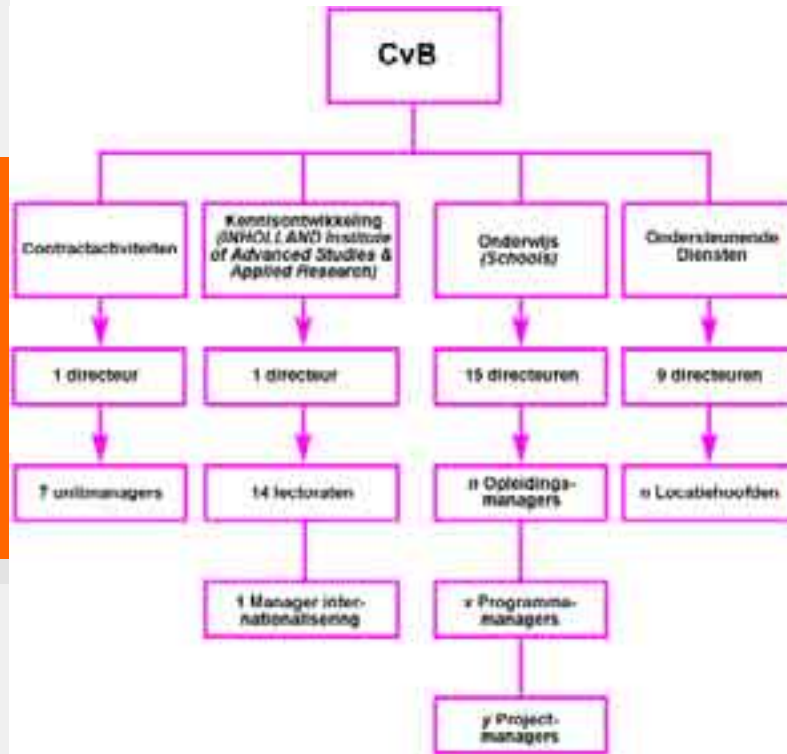 CvB
Contractactiviteiten
Kennisontwikkeling
(INHOLLAND Institute
of Advanced Studies &
Applied Research)
Onderwijs
(Schools)
Ondersteunende
Diensten
1 directeur
1 directeur
15 directeuren
9 directeuren
7 unitmanagers
14 lectoraten
n Opleidings-
managers
n Locatiehoofden
1 Manager inter-
nationalisering
x Programma-
managers
y Project-
managers